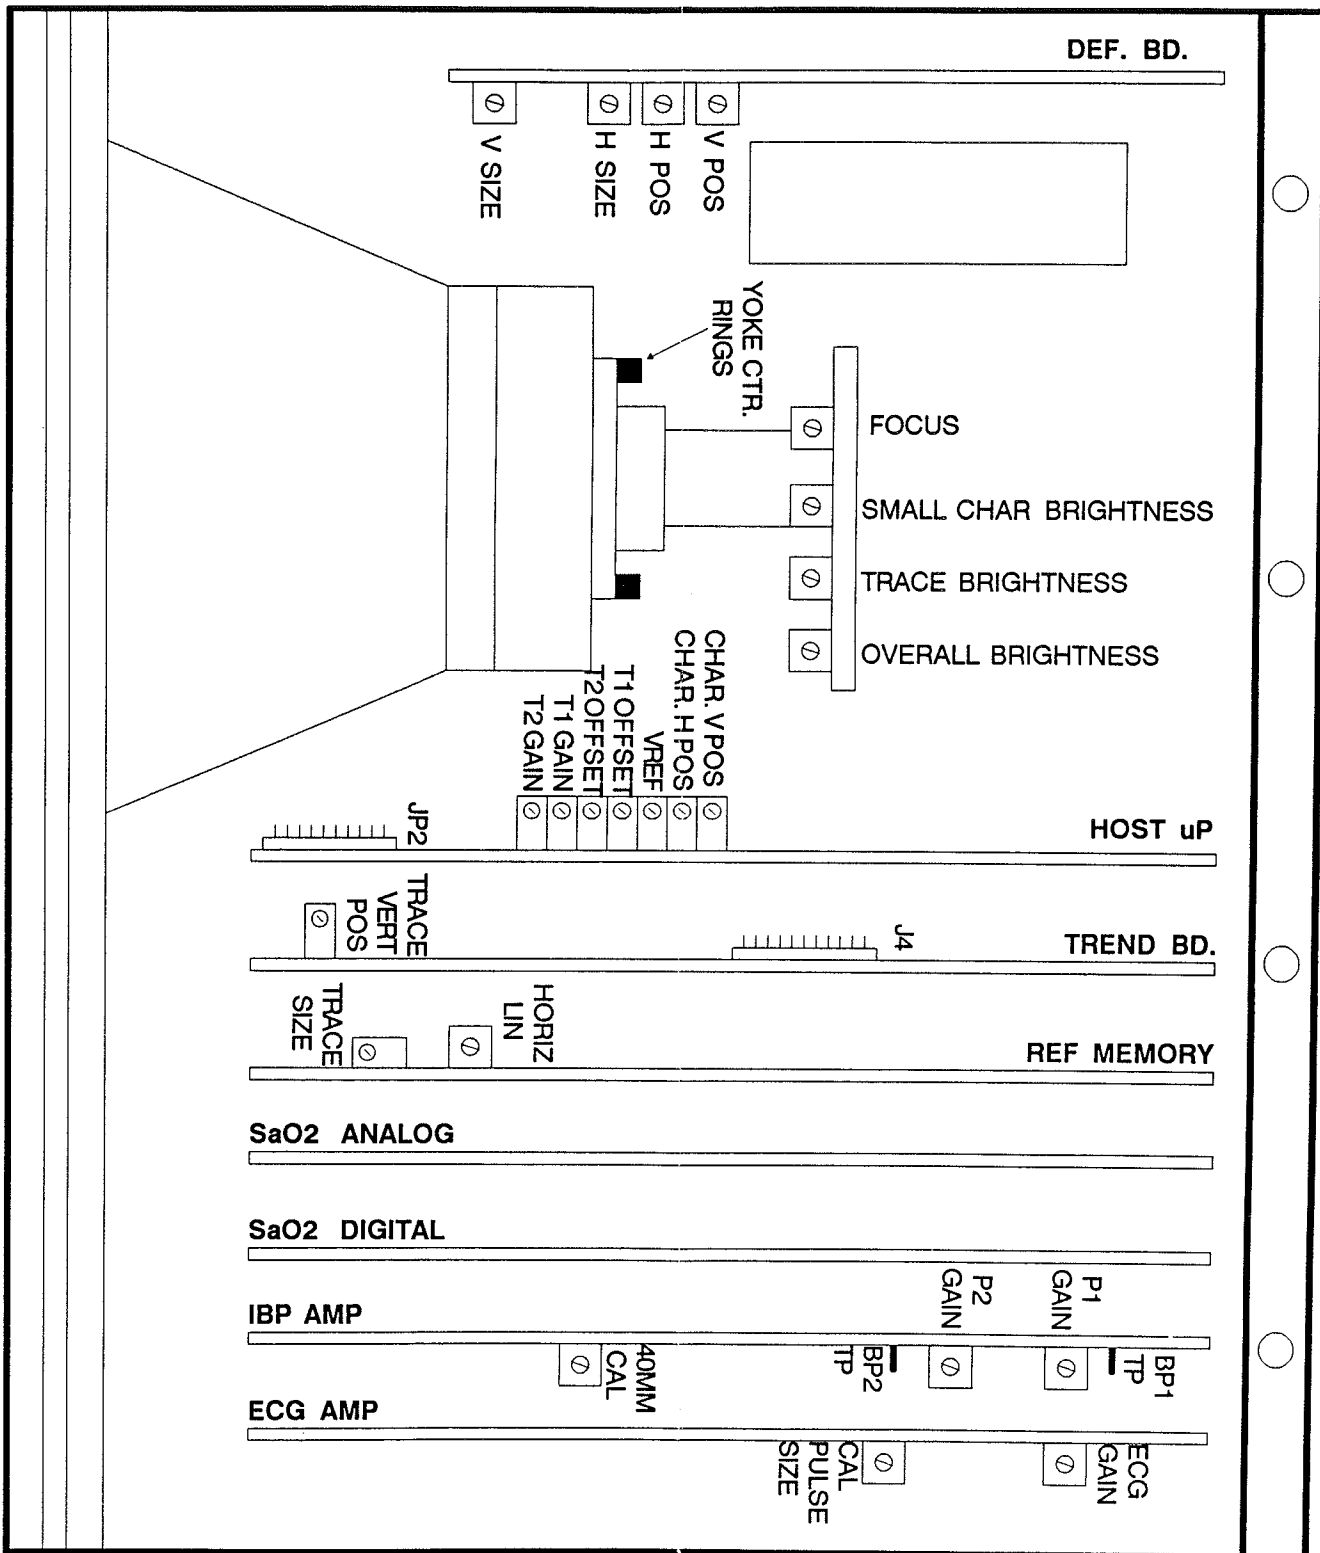 DEF. BD.
V SIZE
H SIZE
H POS
V POS
YOKE CTR.
RINGS
FOCUS
SMALL CHAR BRIGHTNESS
TRACE BRIGHTNESS
OVERALL BRIGHTNESS
T2 GAIN
T1 GAIN
T2 OFFSET
T1 OFFSET
VREF
CHAR. H POS
CHAR. V POS
JP2
HOST uP
TRACE
VERT
POS
J4
TREND BD.
TRACE
SIZE
HORIZ
LIN
REF MEMORY
SaO2 ANALOG
SaO2 DIGITAL
P2
GAIN
P1
GAIN
IBP AMP
40MM
CAL
BP2
TP
BP1
TP
ECG AMP
CAL
PULSE
SIZE
ECG
GAIN